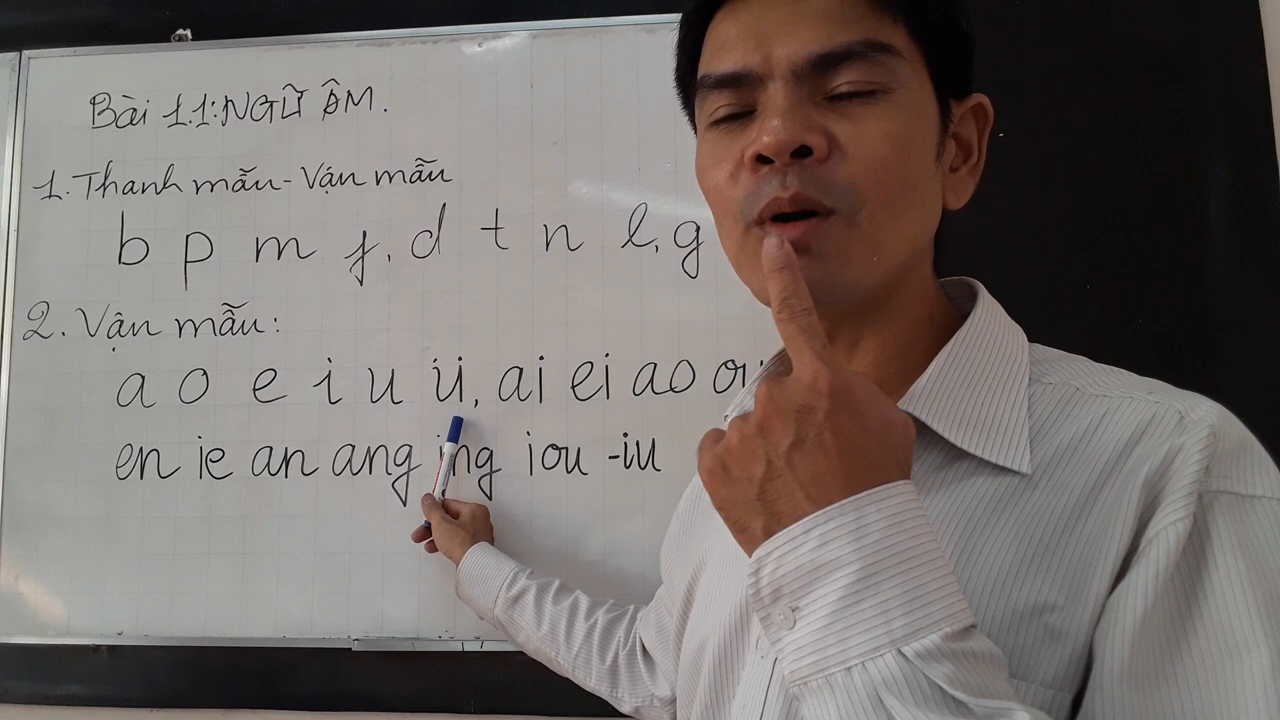 Bài 1.1: NGỮ ÂM.
1. Thanh mẫu - Vận mẫu
b p m f, d t n l, g
2. Vận mẫu:
a o e i u ü, ai ei ao ou
en ie an ang ing iou -iu